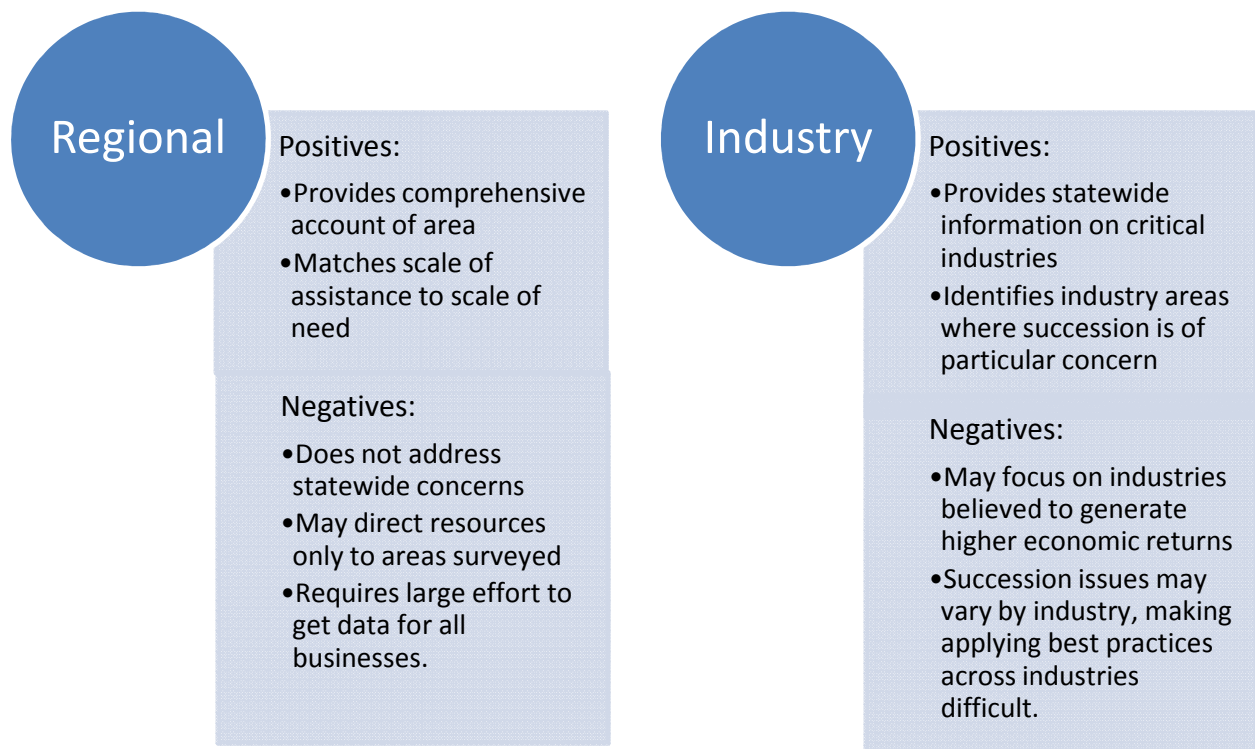 Regional
Positives:
•Provides comprehensive
account of area
•Matches scale of
assistance to scale of
need
Negatives:
•Does not address
statewide concerns
•May direct resources
only to areas surveyed
•Requires large effort to
get data for all
businesses.
Industry
Positives:
•Provides statewide
information on critical
industries
•Identifies industry areas
where succession is of
particular concern
Negatives:
•May focus on industries
believed to generate
higher economic returns
•Succession issues may
vary by industry, making
applying best practices
across industries
difficult.